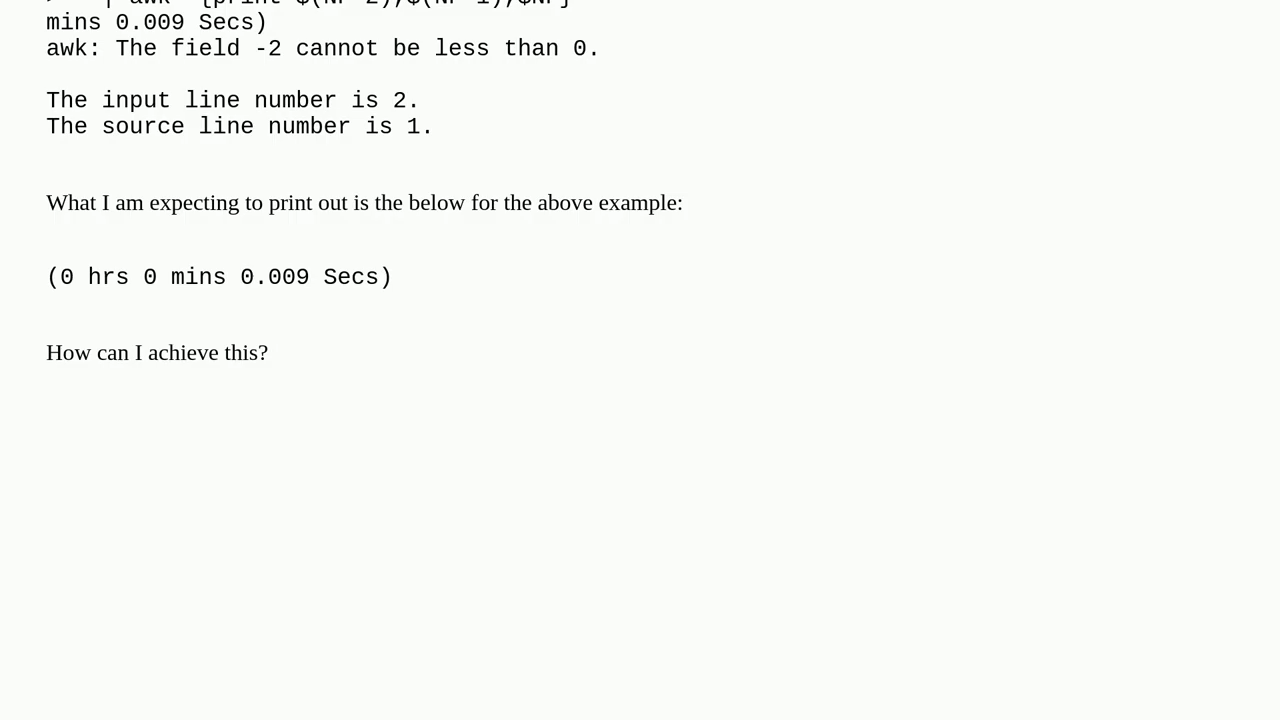 mins 0.009 Secs)
awk: The field -2 cannot be less than 0.
The input line number is 2.
The source line number is 1.
What I am expecting to print out is the below for the above example:
(0 hrs 0 mins 0.009 Secs)
How can I achieve this?